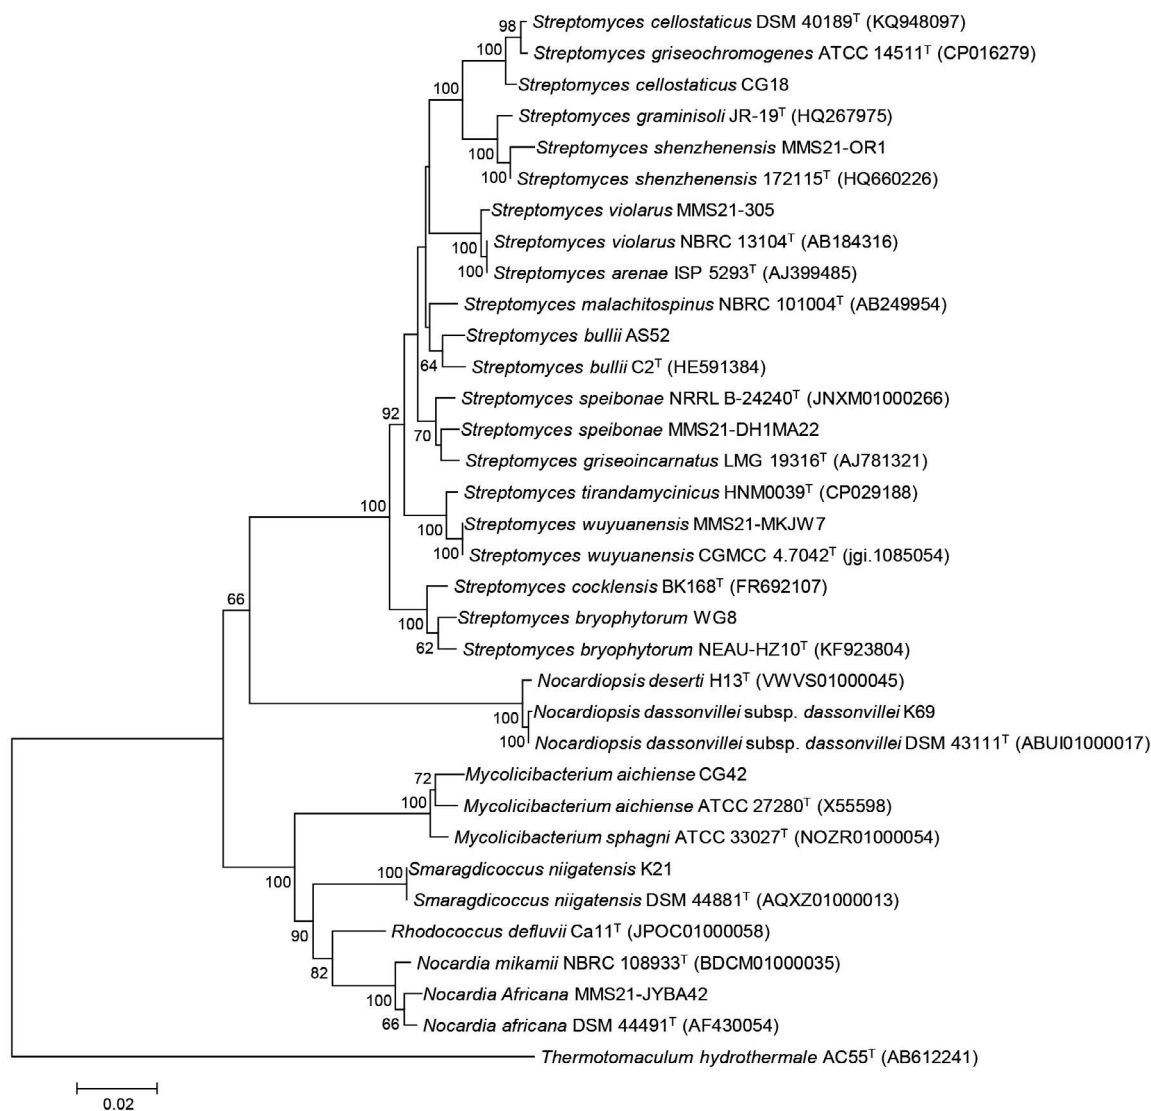 98
Streptomyces cellostaticus DSM 40189ᵀ (KQ948097)
100
Streptomyces griseochromogenes ATCC 14511ᵀ (CP016279)
Streptomyces cellostaticus CG18
100
Streptomyces graminisoli JR-19ᵀ (HQ267975)
100
Streptomyces shenzhenensis MMS21-OR1
100
Streptomyces shenzhenensis 172115ᵀ (HQ660226)
Streptomyces violarus MMS21-305
100
Streptomyces violarus NBRC 13104ᵀ (AB184316)
100
Streptomyces arenae ISP 5293ᵀ (AJ399485)
Streptomyces malachitospinus NBRC 101004ᵀ (AB249954)
Streptomyces bullii AS52
64
Streptomyces bullii C2ᵀ (HE591384)
Streptomyces speibonae NRRL B-24240ᵀ (JNXM01000266)
92
70
Streptomyces speibonae MMS21-DH1MA22
Streptomyces griseoincarnatus LMG 19316ᵀ (AJ781321)
100
Streptomyces tirandamycinicus HNM0039ᵀ (CP029188)
100
Streptomyces wuyuanensis MMS21-MKJW7
100
Streptomyces wuyuanensis CGMCC 4.7042ᵀ (jgi.1085054)
Streptomyces cocklensis BK168ᵀ (FR692107)
66
100
Streptomyces bryophytorum WG8
62
Streptomyces bryophytorum NEAU-HZ10ᵀ (KF923804)
Nocardiopsis deserti H13ᵀ (VWVS01000045)
100
Nocardiopsis dassonvillei subsp. dassonvillei K69
100
Nocardiopsis dassonvillei subsp. dassonvillei DSM 43111ᵀ (ABUI01000017)
72
Mycolicibacterium aichiense CG42
100
Mycolicibacterium aichiense ATCC 27280ᵀ (X55598)
Mycolicibacterium sphagni ATCC 33027ᵀ (NOZR01000054)
100
100
Smaragdicoccus niigatensis K21
Smaragdicoccus niigatensis DSM 44881ᵀ (AQXZ01000013)
90
Rhodococcus defluvii Ca11ᵀ (JPOC01000058)
82
Nocardia mikamii NBRC 108933ᵀ (BDCM01000035)
100
Nocardia Africana MMS21-JYBA42
66
Nocardia africana DSM 44491ᵀ (AF430054)
Thermotomaculum hydrothermale AC55ᵀ (AB612241)
0.02